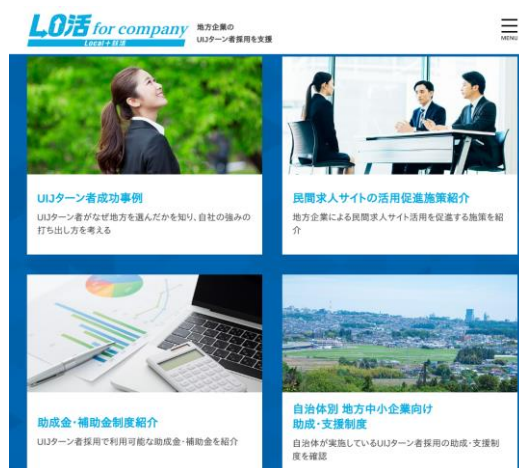 LO活 for company
Local+就活
地方企業の
UIJターン者採用を支援
MENU
UIJターン者成功事例
UIJターン者がなぜ地方を選んだかを知り、自社の強みの
打ち出し方を考える
民間求人サイトの活用促進施策紹介
地方企業による民間求人サイト活用を促進する施策を紹
介
助成金・補助金制度紹介
UIJターン者採用で利用可能な助成金・補助金を紹介
自治体別 地方中小企業向け
助成・支援制度
自治体が実施しているUIJターン者採用の助成・支援制
度を確認